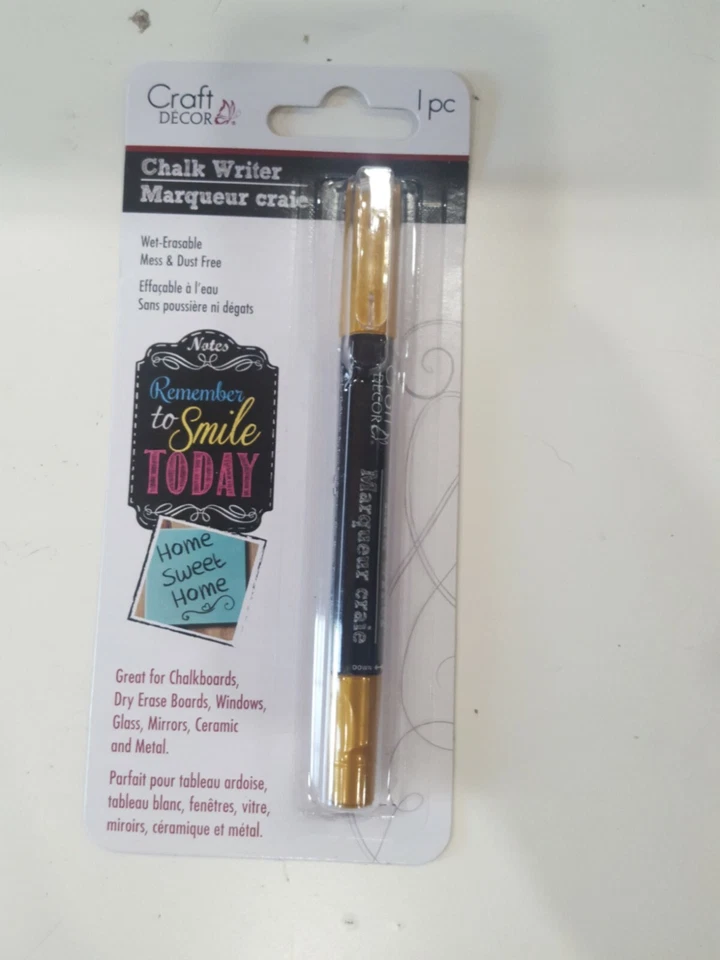 Craft
DÉCOR
1 pc
Chalk Writer
Marqueur craie
Wet-Erasable
Mess & Dust Free
Effaçable à l'eau
Sans poussière ni dégats
Notes
Remember
to Smile
TODAY
Home
Sweet
Home
Great for Chalkboards,
Dry Erase Boards, Windows,
Glass, Mirrors, Ceramic
and Metal.
Parfait pour tableau ardoise,
tableau blanc, fenêtres, vitre,
miroirs, céramique et métal.
DÉCOR
Marqueur craie
DOWN